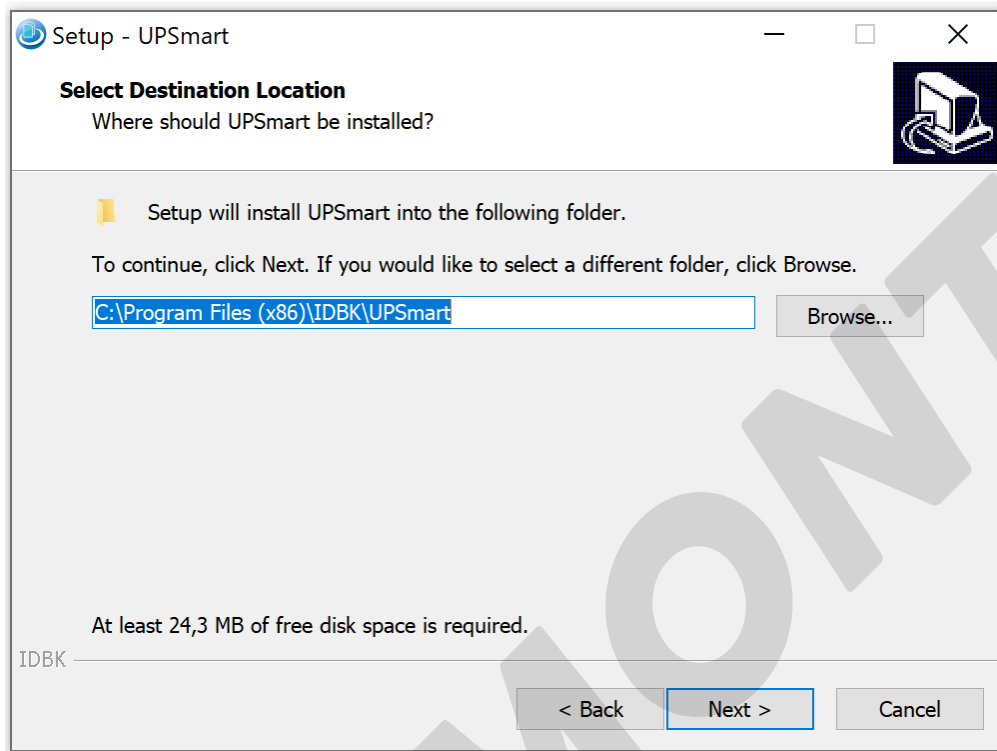 Setup - UPSmart
Select Destination Location
Where should UPSmart be installed?
Setup will install UPSmart into the following folder.
To continue, click Next. If you would like to select a different folder, click Browse.
C:\Program Files (x86)\IDBK\UPSmart
Browse...
At least 24,3 MB of free disk space is required.
IDBK
< Back
Next >
Cancel
MONT